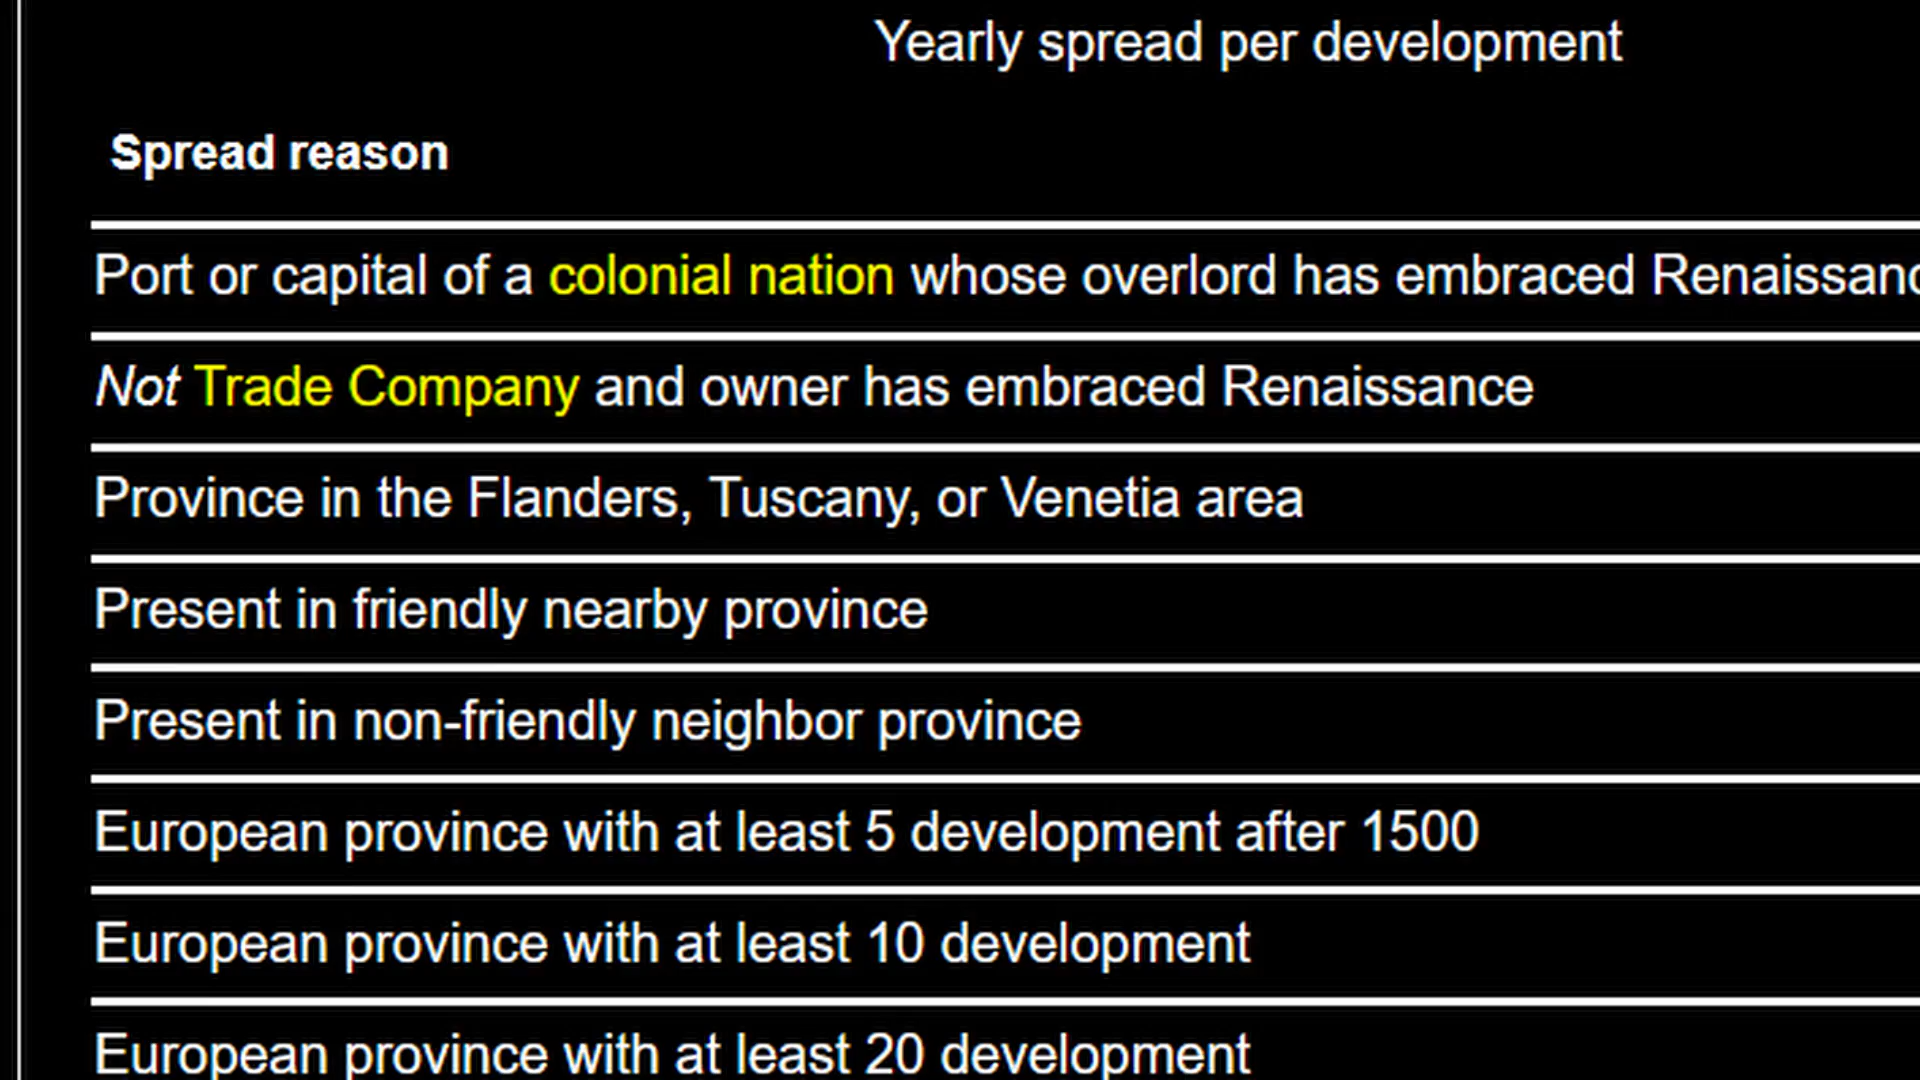 Yearly spread per development
Spread reason
Port or capital of a colonial nation whose overlord has embraced
Not Trade Company and owner has embraced Renaissance
Province in the Flanders, Tuscany, or Venetia area
Present in friendly nearby province
Present in non-friendly neighbor province
European province with at least 5 development after 1500
European province with at least 10 development
European province with at least 20 development